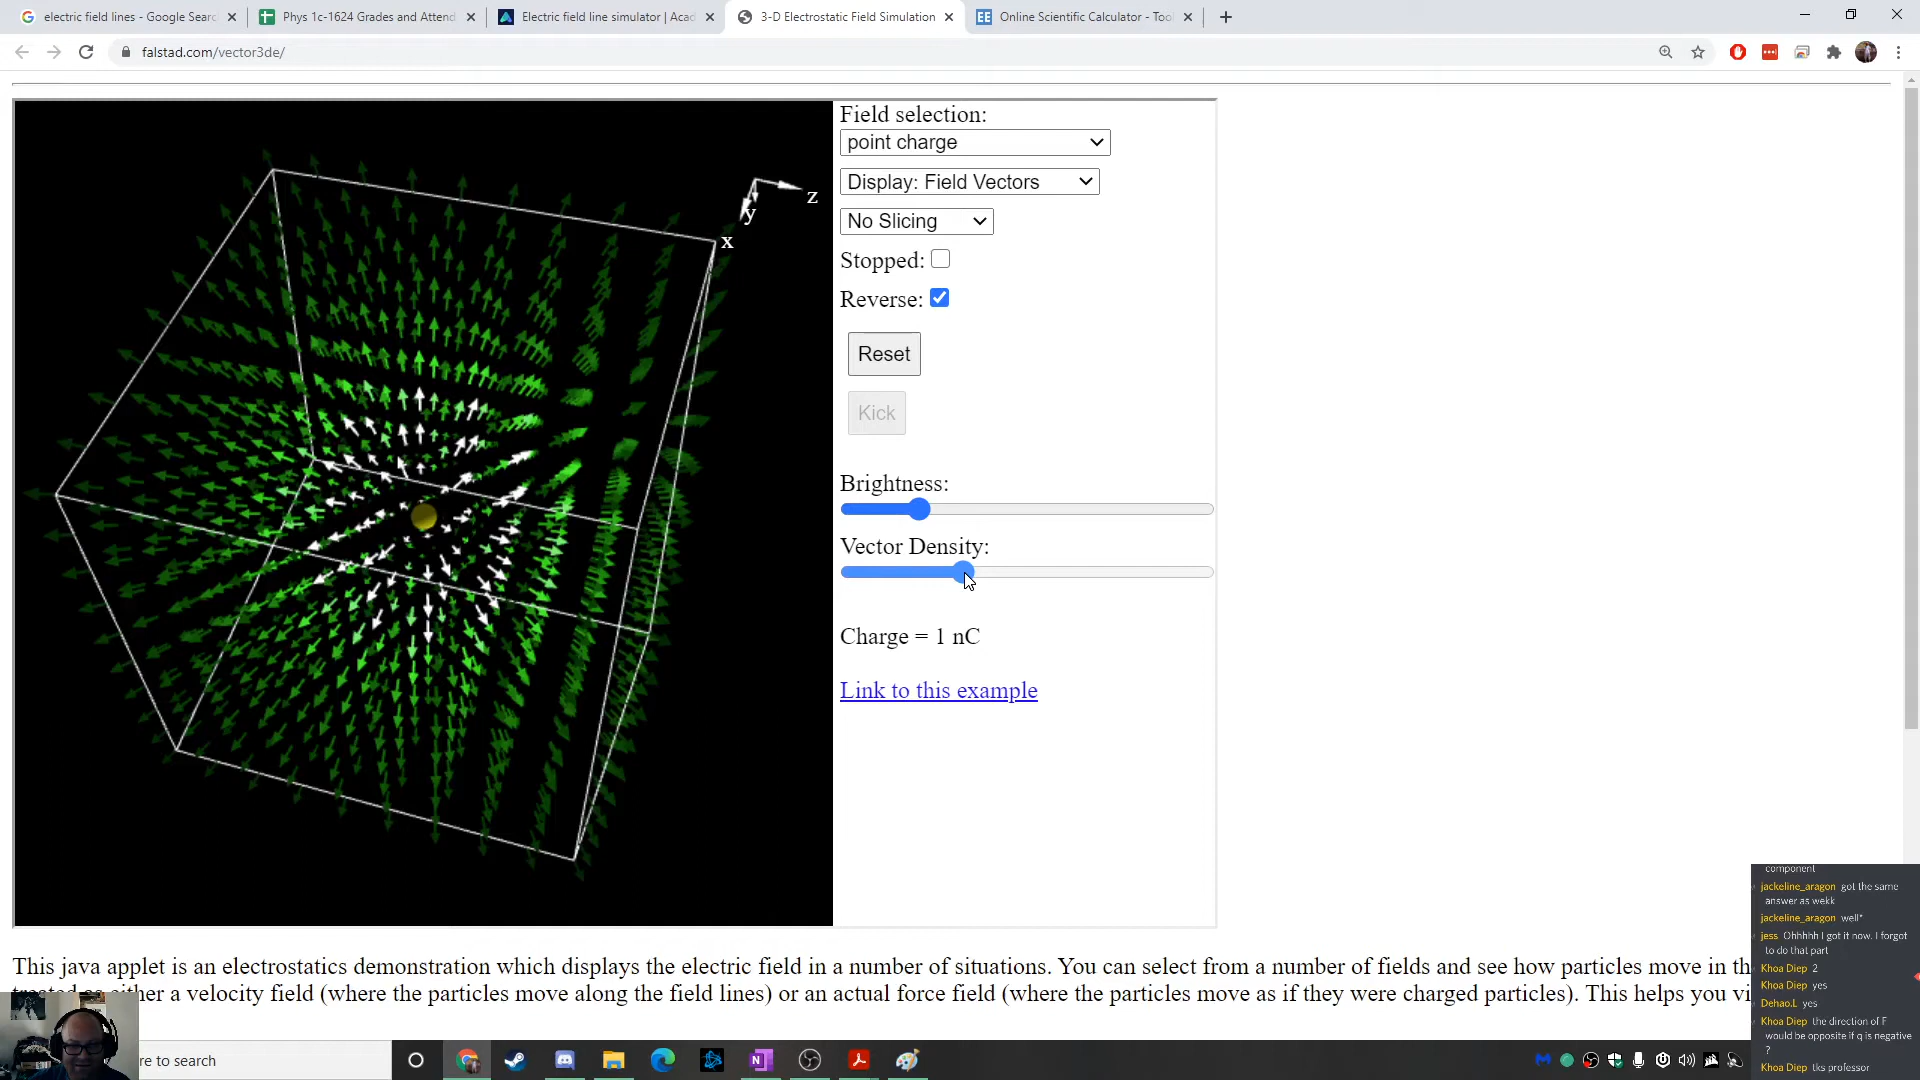 electric field lines - Google Searc
Phys 1c-1624 Grades and Attend
Electric field line simulator | Acad
3-D Electrostatic Field Simulation
Online Scientific Calculator - Too
falstad.com/vector3de/
Field selection:
point charge
Display: Field Vectors
No Slicing
Stopped:
Reverse:
Reset
Kick
Brightness:
Vector Density:
Charge = 1 nC
Link to this example
z
y
x
This java applet is an electrostatics demonstration which displays the electric field in a number of situations. You can select from a number of fields and see how particles move in th
either a velocity field (where the particles move along the field lines) or an actual force field (where the particles move as if they were charged particles). This helps you vi
component
jackeline_aragon got the same
answer as wekk
jackeline_aragon well*
jess Ohhhhh I got it now. I forgot
to do that part
Khoa Diep 2
Khoa Diep yes
Dehao.L yes
Khoa Diep the direction of F
would be opposite if q is negative
?
Khoa Diep tks professor
re to search